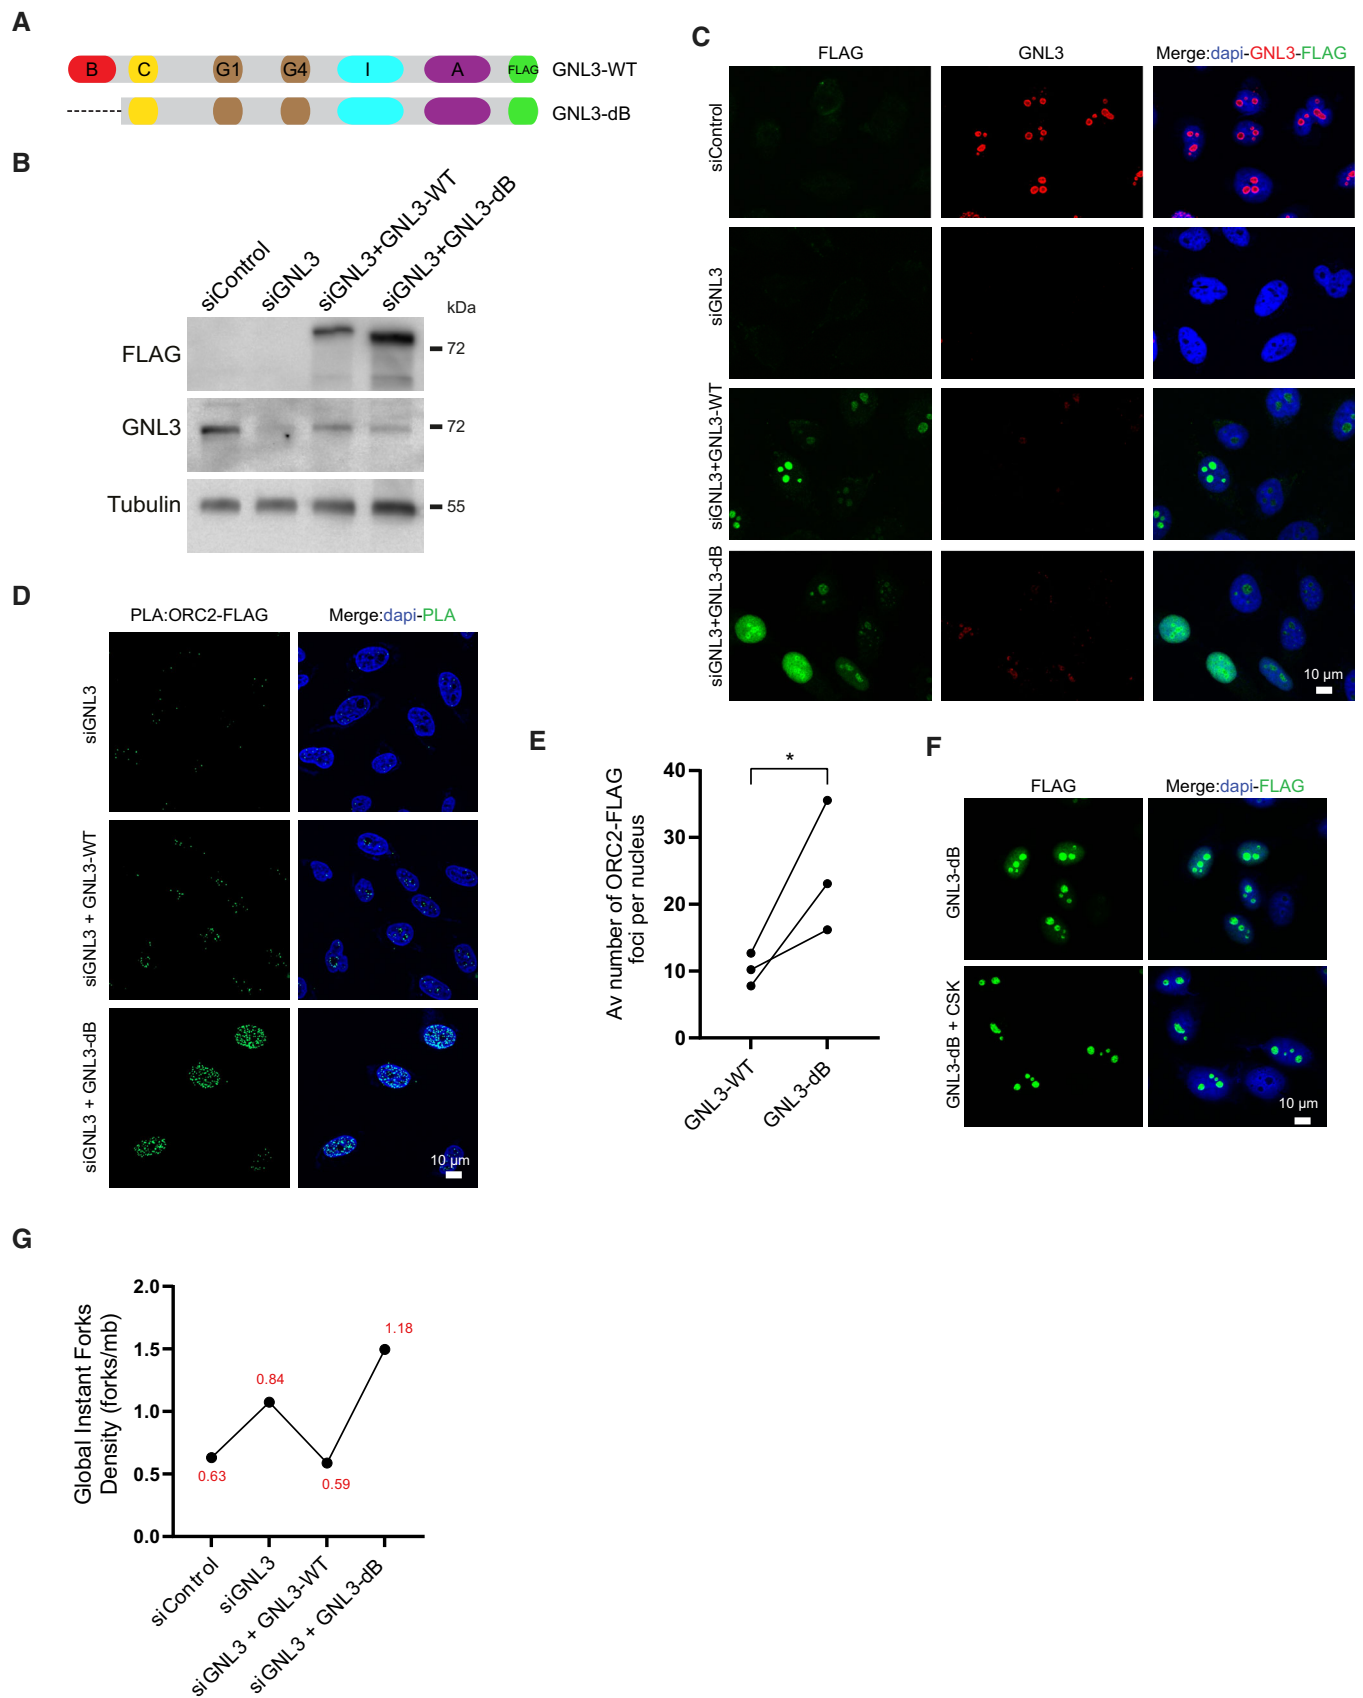 A
B
C
G1
G4
I
A
FLAG
GNL3-WT
GNL3-dB
B
siControl
siGNL3
siGNL3+GNL3-WT
siGNL3+GNL3-dB
kDa
FLAG
72
GNL3
72
Tubulin
55
C
FLAG
GNL3
Merge:dapi-GNL3-FLAG
siControl
siGNL3
siGNL3+GNL3-WT
siGNL3+GNL3-dB
10 µm
D
PLA:ORC2-FLAG
Merge:dapi-PLA
siGNL3
siGNL3 + GNL3-WT
siGNL3 + GNL3-dB
10 µm
E
Av number of ORC2-FLAG
foci per nucleus
40
30
20
10
0
*
GNL3-WT
GNL3-dB
F
FLAG
Merge:dapi-FLAG
GNL3-dB
GNL3-dB + CSK
10 µm
G
Global Instant Forks
Density (forks/mb)
2.0
1.5
1.0
0.5
0.0
0.63
0.84
0.59
1.18
siControl
siGNL3
siGNL3 + GNL3-WT
siGNL3 + GNL3-dB